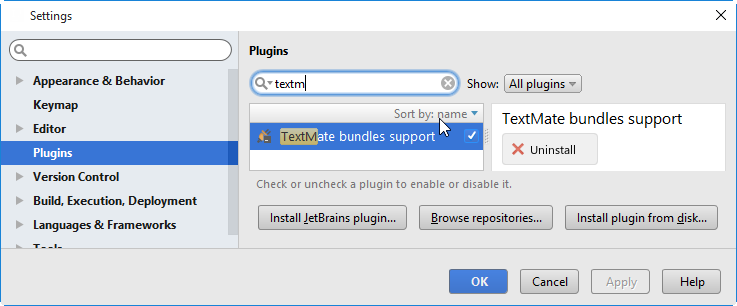 Settings
Plugins
Appearance & Behavior
Keymap
Editor
Plugins
Version Control
Build, Execution, Deployment
Languages & Frameworks
Tools
textm
Show: All plugins
Sort by: name
TextMate bundles support
TextMate bundles support
Uninstall
Check or uncheck a plugin to enable or disable it.
Install JetBrains plugin...
Browse repositories...
Install plugin from disk...
OK
Cancel
Apply
Help